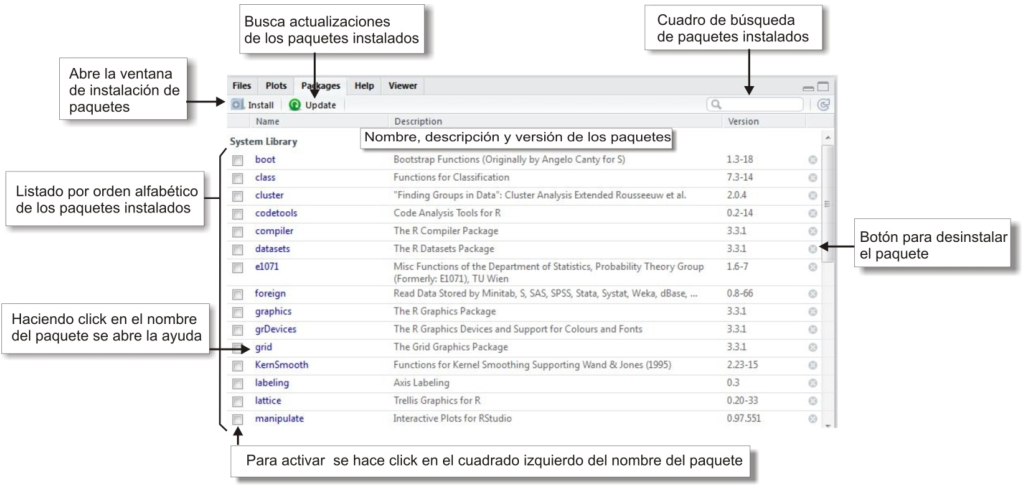 Busca actualizaciones
de los paquetes instalados
Cuadro de búsqueda
de paquetes instalados
Abre la ventana
de instalación de
paquetes
Files Plots Packages Help Viewer
Install Update
Name Description Version
Nombre, descripción y versión de los paquetes
System Library
boot Bootstrap Functions (Originally by Angelo Canty for S) 1.3-18
class Functions for Classification 7.3-14
cluster "Finding Groups in Data": Cluster Analysis Extended Rousseeuw et al. 2.0.4
codetools Code Analysis Tools for R 0.2-14
compiler The R Compiler Package 3.3.1
datasets The R Datasets Package 3.3.1
e1071 Misc Functions of the Department of Statistics, Probability Theory Group 1.6-7
(Formerly: E1071), TU Wien
foreign Read Data Stored by Minitab, S, SAS, SPSS, Stata, Systat, Weka, dBase, ... 0.8-66
graphics The R Graphics Package 3.3.1
grDevices The R Graphics Devices and Support for Colours and Fonts 3.3.1
grid The Grid Graphics Package 3.3.1
KernSmooth Functions for Kernel Smoothing Supporting Wand & Jones (1995) 2.23-15
labeling Axis Labeling 0.3
lattice Trellis Graphics for R 0.20-33
manipulate Interactive Plots for RStudio 0.97.551
Listado por orden alfabético
de los paquetes instalados
Botón para desinstalar
el paquete
Haciendo click en el nombre
del paquete se abre la ayuda
Para activar se hace click en el cuadrado izquierdo del nombre del paquete